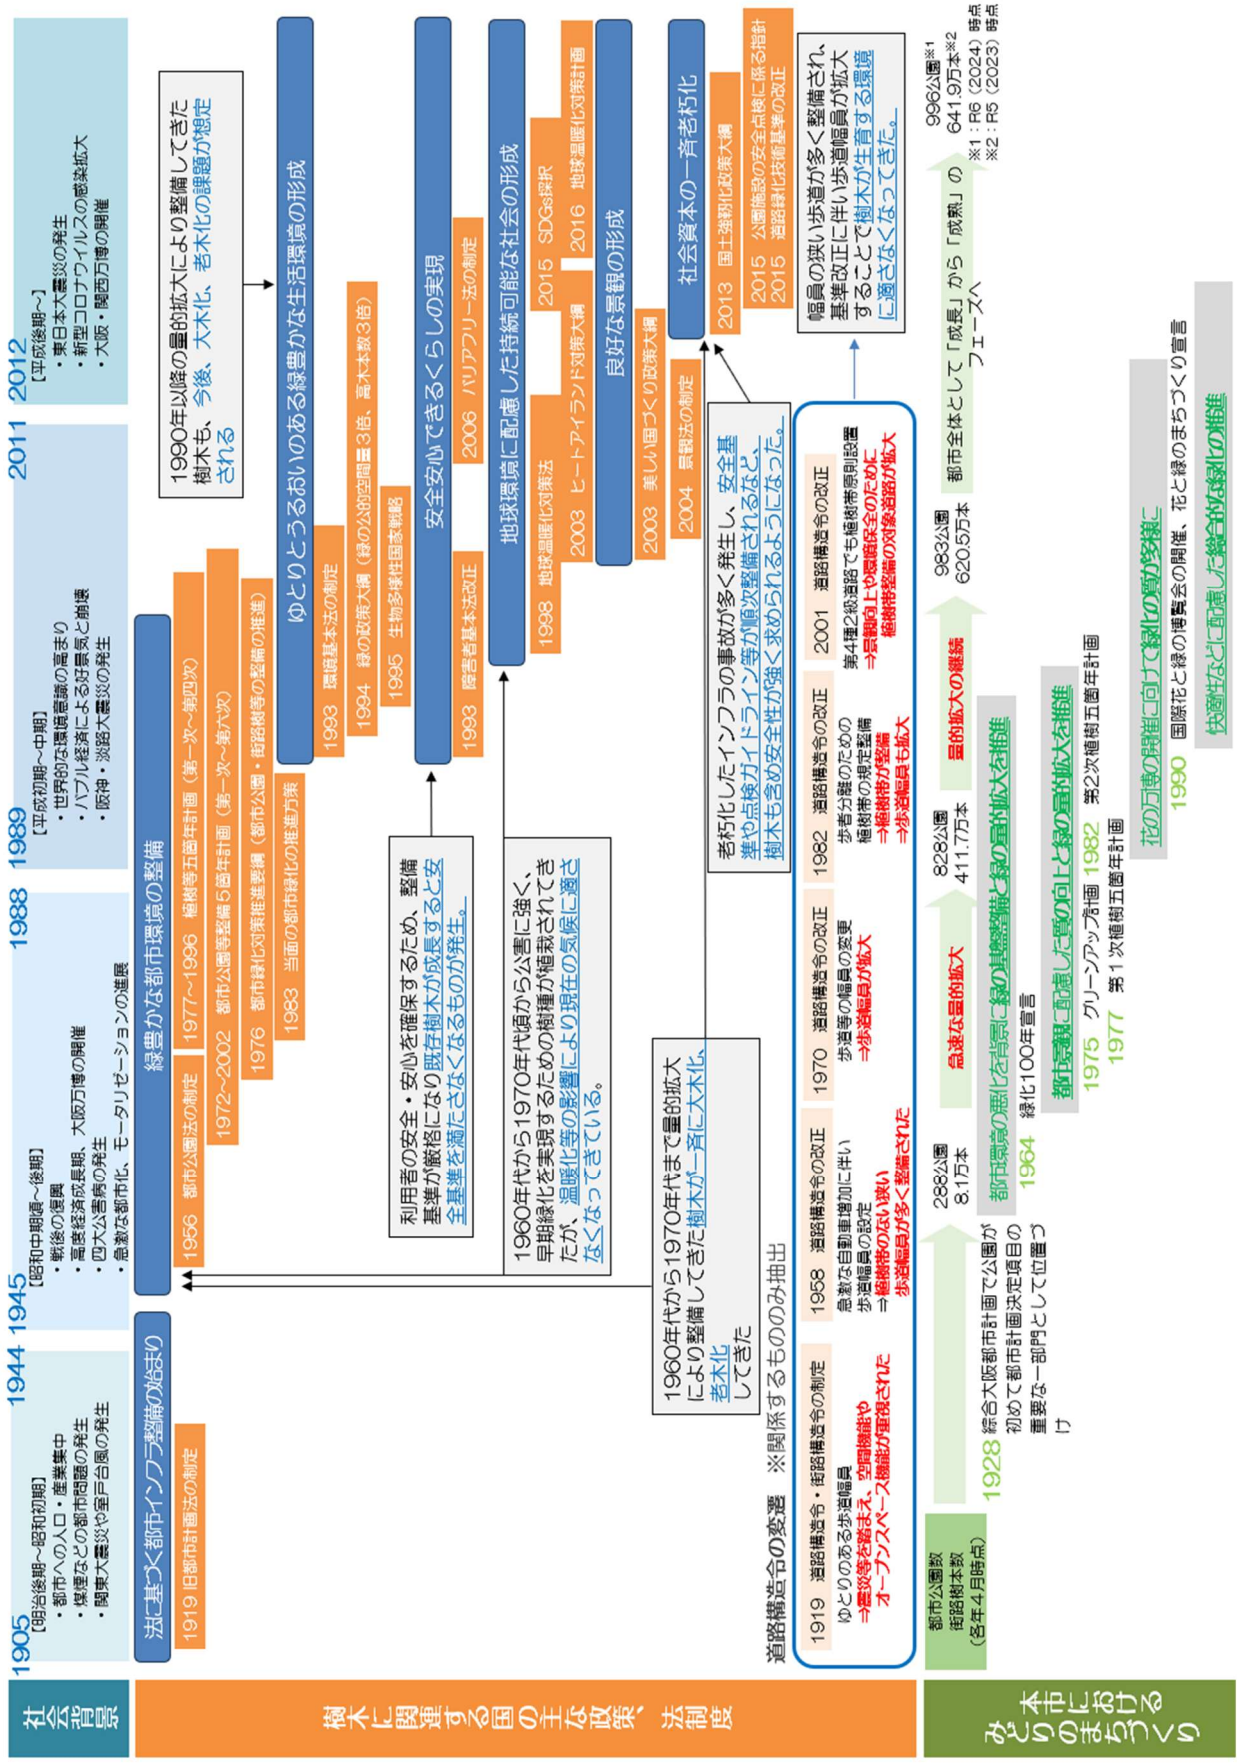 社会背景
1905
1944
1945
1988
1989
2011
2012
【明治後期～昭和初期】
・都市への人口・産業集中
・煤煙などの都市問題の発生
・関東大震災や室戸台風の発生
【昭和中期頃～後期】
・戦後の復興
・高度経済成長期、大阪万博の開催
・四大公害病の発生
・急激な都市化、モータリゼーションの進展
【平成初期～中期】
・世界的な環境意識の高まり
・バブル経済による好景気と崩壊
・阪神・淡路大震災の発生
【平成後期～】
・東日本大震災の発生
・新型コロナウイルスの感染拡大
・大阪・関西万博の開催
樹木に関連する国の主な政策、法制度
法に基づく都市インフラ整備の始まり
1919 旧都市計画法の制定
緑豊かな都市環境の整備
1956 都市公園法の制定
1977～1996 植樹等五箇年計画（第一次～第四次）
1972～2002 都市公園等整備５箇年計画（第一次～第六次）
1976 都市緑化対策推進要綱（都市公園・街路樹等の整備の推進）
1983 当面の都市緑化の推進方策
1990年以降の量的拡大により整備してきた
樹木も、今後、大木化、老木化の課題が想定
される
ゆとりとうるおいのある緑豊かな生活環境の形成
1993 環境基本法の制定
1994 緑の政策大綱（緑の公的空間量３倍、高木本数３倍）
1995 生物多様性国家戦略
利用者の安全・安心を確保するため、整備
基準が厳格になり既存樹木が成長すると安
全基準を満たさなくなるものが発生。
安全安心できるくらしの実現
1993 障害者基本法改正
2006 バリアフリー法の制定
1960年代から1970年代頃から公害に強く、
早期緑化を実現するための樹種が植栽されてき
たが、温暖化等の影響により現在の気候に適さ
なくなってきている。
地球環境に配慮した持続可能な社会の形成
1998 地球温暖化対策法
2003 ヒートアイランド対策大綱
2015 SDGs採択
2016 地球温暖化対策計画
良好な景観の形成
2003 美しい国づくり政策大綱
2004 景観法の制定
1960年代から1970年代まで量的拡大
により整備してきた樹木が一斉に大木化、
老木化
してきた
社会資本の一斉老朽化
2013 国土強靭化政策大綱
2015 公園施設の安全点検に係る指針
2015 道路緑化技術基準の改正
老朽化したインフラの事故が多く発生し、安全基
準や点検ガイドライン等が順次整備されるなど、
樹木も含め安全性が強く求められるようになった。
道路構造令の変遷 ※関係するもののみ抽出
1919 道路構造令・街路構造令の制定
ゆとりのある歩道幅員
⇒震災等を踏まえ、空間機能や
オープンスペース機能が重視された
1958 道路構造令の改正
急激な自動車増加に伴い
歩道幅員の設定
⇒植樹帯のない狭い
歩道幅員が多く整備された
1970 道路構造令の改正
歩道等の幅員の変更
⇒歩道幅員が拡大
1982 道路構造令の改正
歩者分離のための
植樹帯の規定整備
⇒植樹帯が整備
⇒歩道幅員も拡大
2001 道路構造令の改正
第4種2級道路でも植樹帯原則設置
⇒景観向上や環境保全のために
植樹帯整備の対象道路が拡大
幅員の狭い歩道が多く整備され、
基準改正に伴い歩道幅員が拡大
することで樹木が生育する環境
に適さなくなってきた。
本市における
みどりのまちづくり
都市公園数
街路樹本数
（各年４月時点）
288公園
8.1万本
急速な量的拡大
828公園
411.7万本
量的拡大の継続
983公園
620.5万本
都市全体として「成長」から「成熟」の
フェーズへ
996公園※1
641.9万本※2
※1：R6（2024）時点
※2：R5（2023）時点
1928 綜合大阪都市計画で公園が
初めて都市計画決定項目の
重要な一部門として位置づ
け
都市環境の悪化を背景に緑の基盤整備と緑の量的拡大を推進
1964 緑化100年宣言
都市景観に配慮した質の向上と緑の量的拡大を推進
1975 グリーンアップ計画 1982 第2次植樹五箇年計画
1977 第１次植樹五箇年計画
花の万博の開催に向けて緑化の質が多様に
1990 国際花と緑の博覧会の開催、花と緑のまちづくり宣言
快適性などに配慮した総合的な緑化の推進